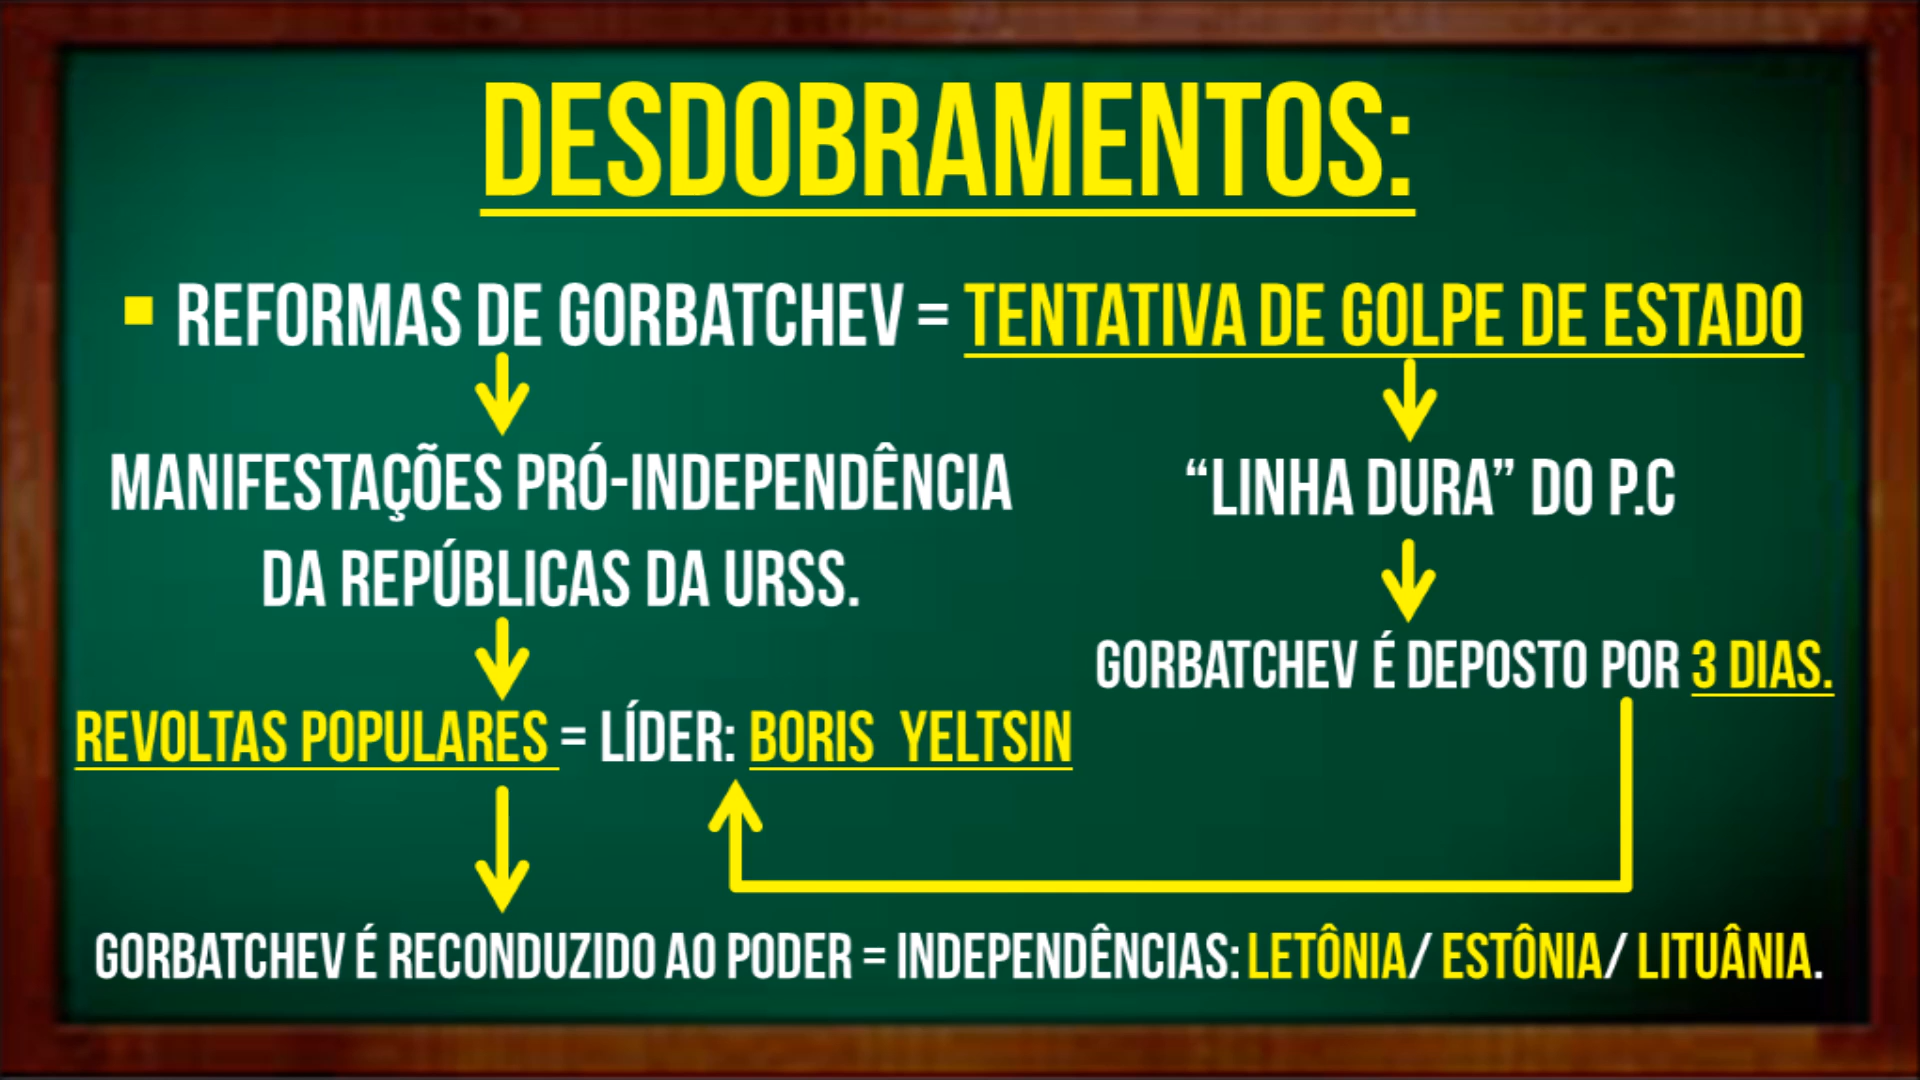 DESDOBRAMENTOS:
▪ REFORMAS DE GORBATCHEV = TENTATIVA DE GOLPE DE ESTADO
MANIFESTAÇÕES PRÓ-INDEPENDÊNCIA
DA REPÚBLICAS DA URSS.
“LINHA DURA” DO P.C
GORBATCHEV É DEPOSTO POR 3 DIAS.
REVOLTAS POPULARES = LÍDER: BORIS YELTSIN
GORBATCHEV É RECONDUZIDO AO PODER = INDEPENDÊNCIAS: LETÔNIA/ ESTÔNIA/ LITUÂNIA.